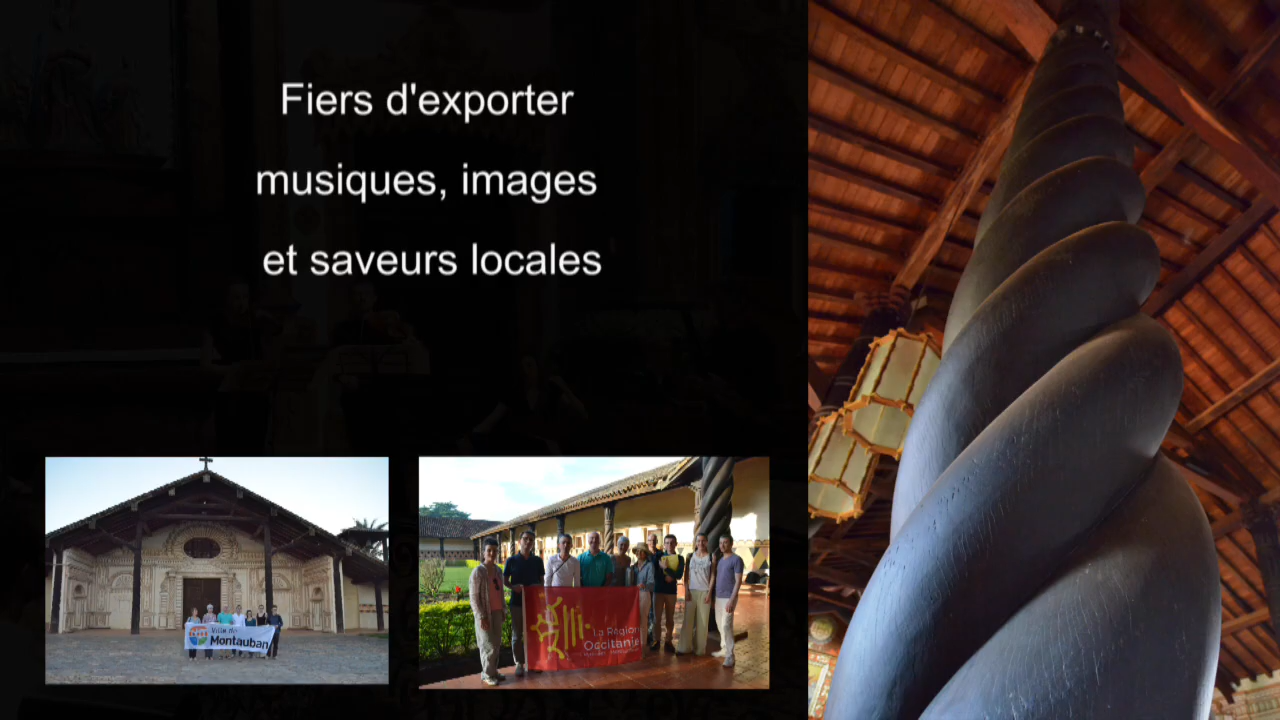 Fiers d'exporter
musiques, images
et saveurs locales
Ville de
Montauban
La Région
Occitanie